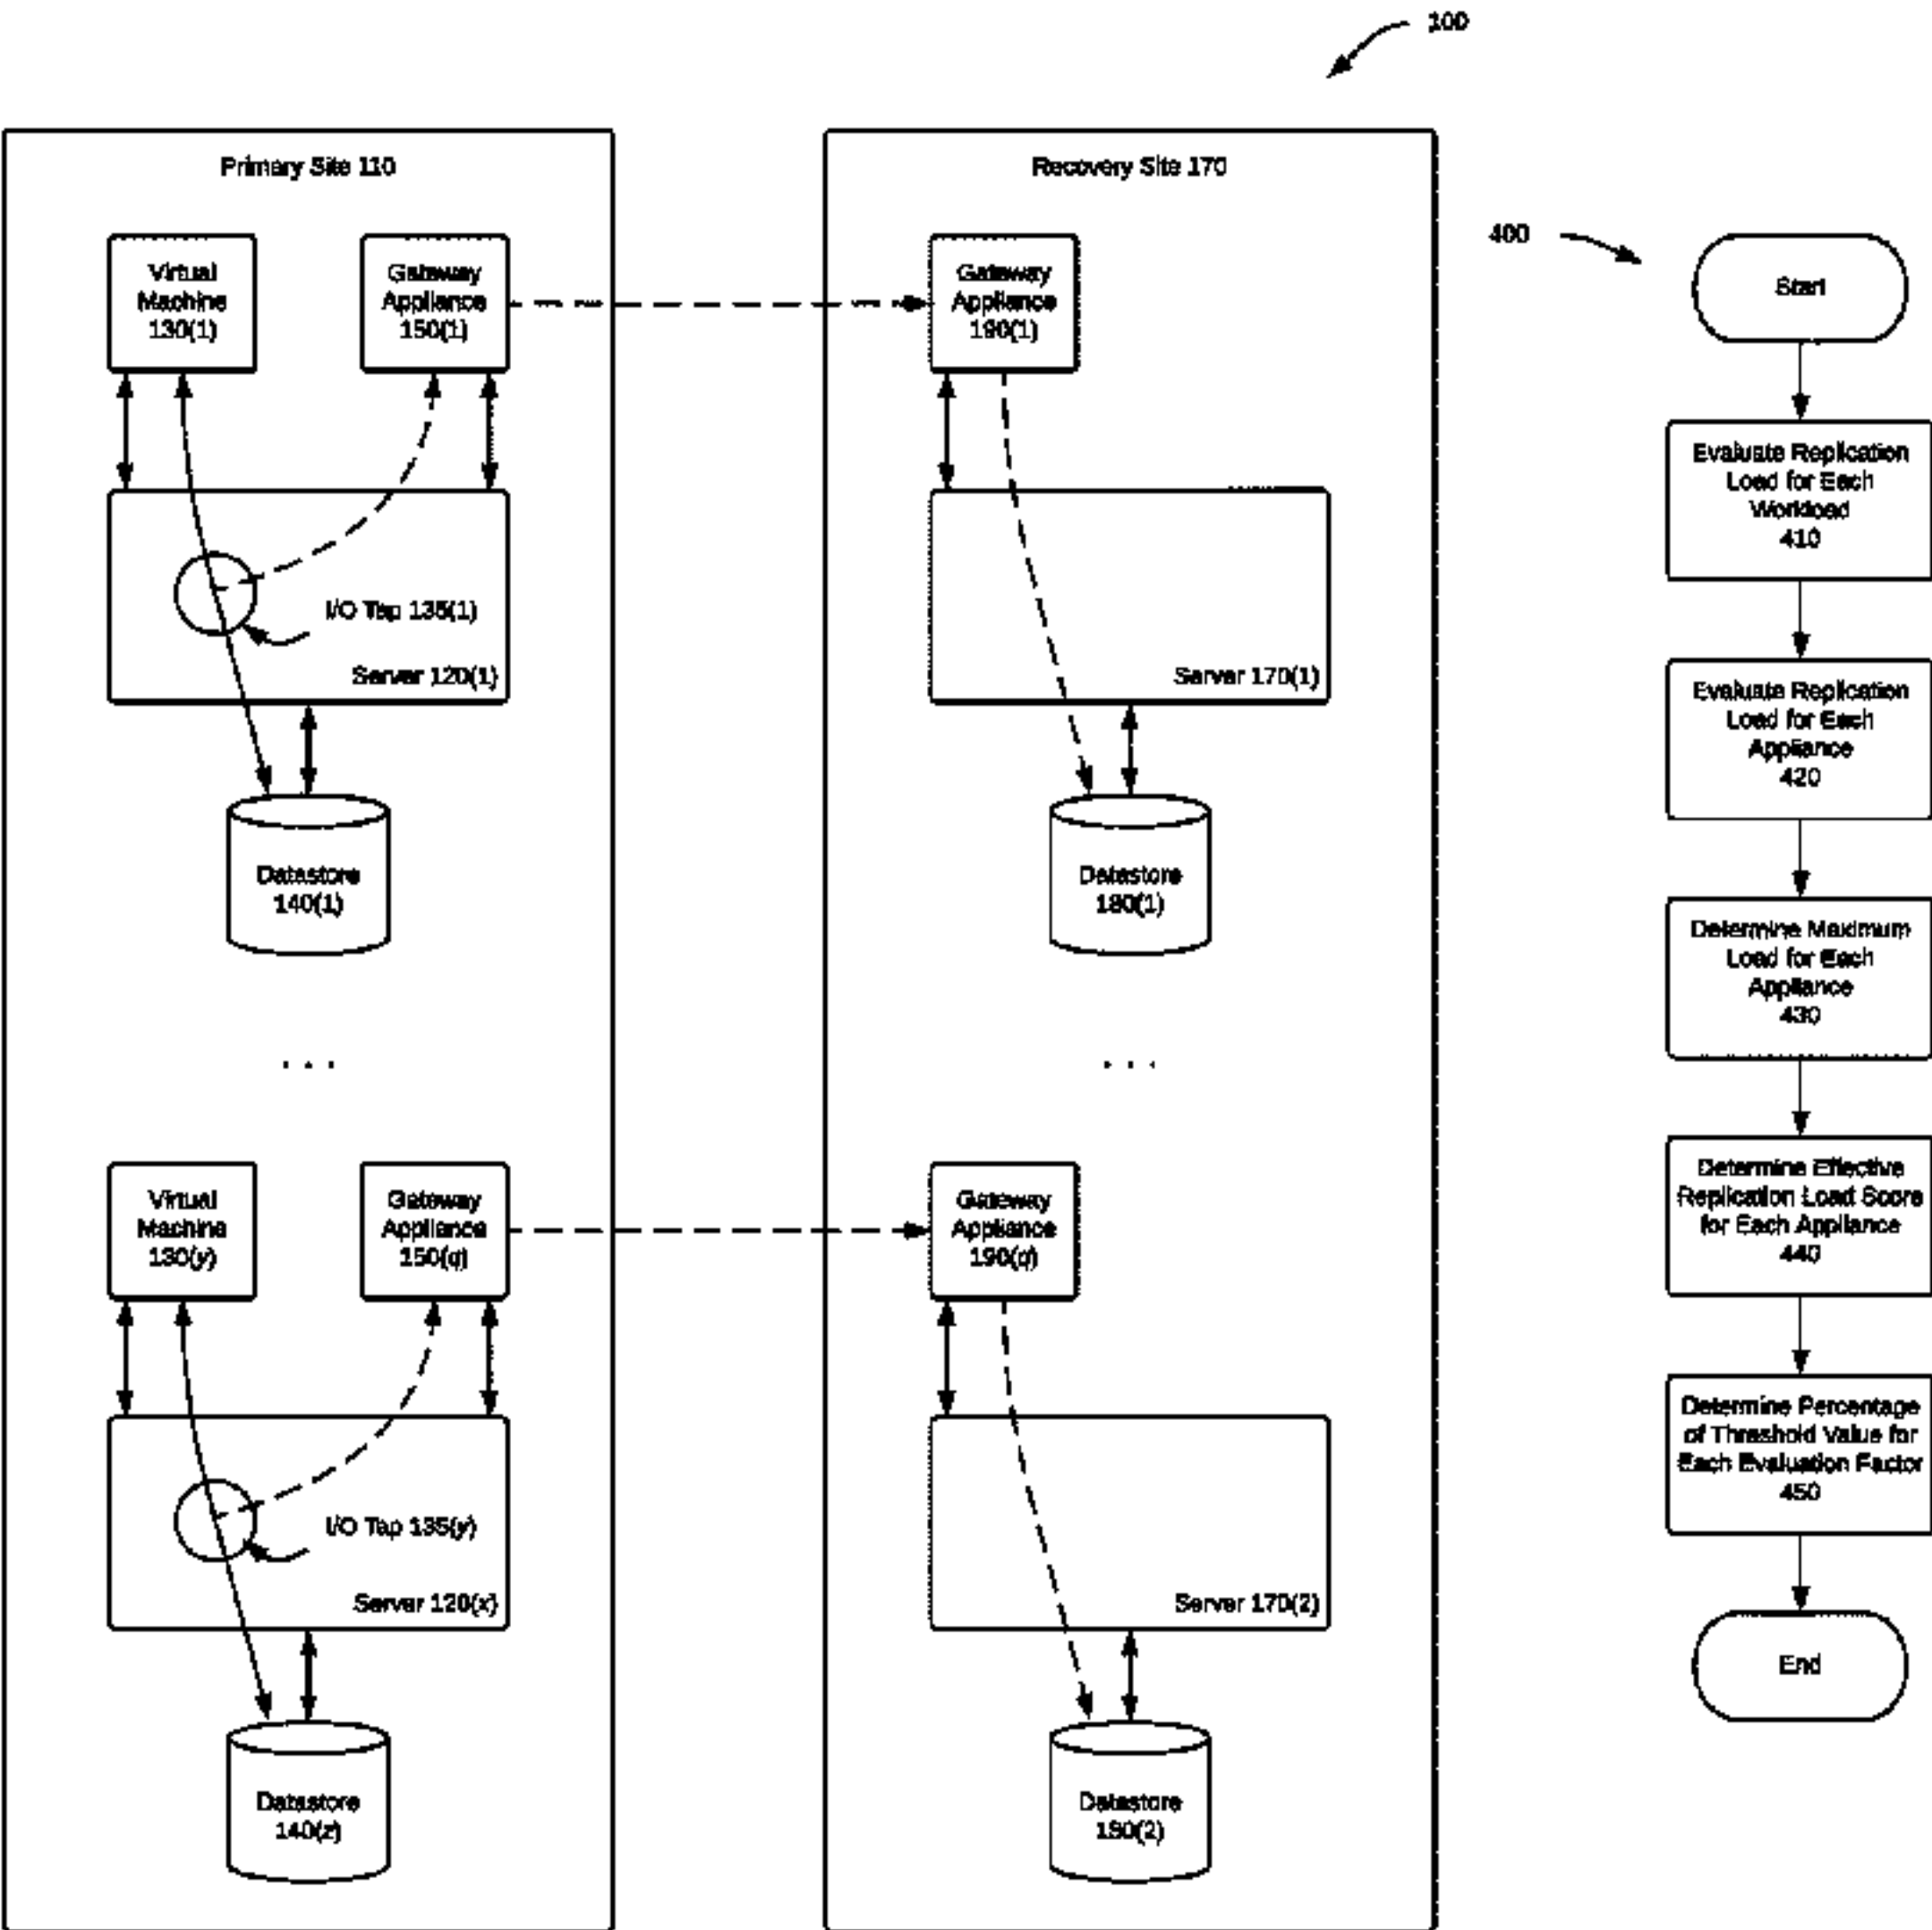 100
Primary Site 110
Virtual
Machine
130(1)
Gateway
Appliance
150(1)
I/O Tap 135(1)
Server 120(1)
Datastore
140(1)
. . .
Virtual
Machine
130(y)
Gateway
Appliance
150(q)
I/O Tap 135(y)
Server 120(x)
Datastore
140(z)
Recovery Site 170
Gateway
Appliance
190(1)
Server 170(1)
Datastore
180(1)
. . .
Gateway
Appliance
190(q)
Server 170(2)
Datastore
180(2)
400
Start
Evaluate Replication
Load for Each
Workload
410
Evaluate Replication
Load for Each
Appliance
420
Determine Maximum
Load for Each
Appliance
430
Determine Effective
Replication Load Score
for Each Appliance
440
Determine Percentage
of Threshold Value for
Each Evaluation Factor
450
End